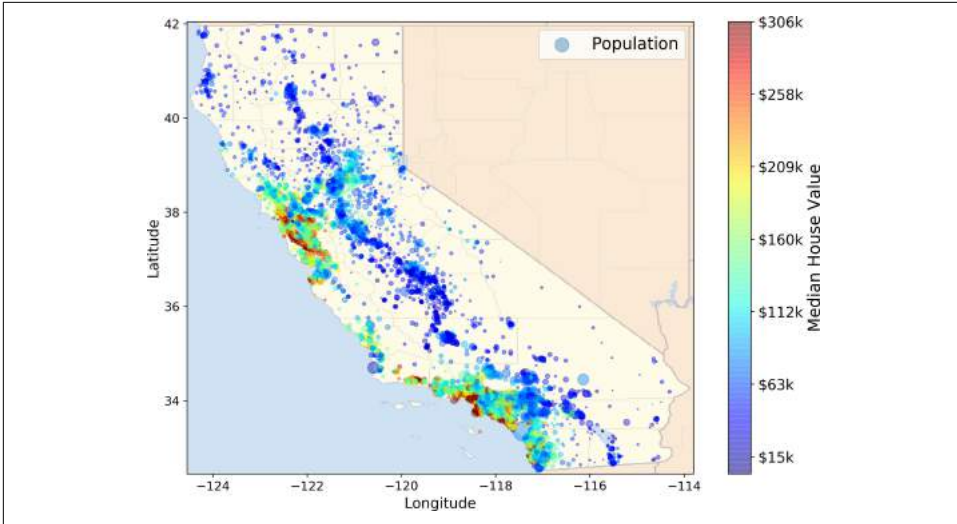 42
40
38
36
34
Latitude
−124
−122
−120
−118
−116
−114
Longitude
Population
$306k
$258k
$209k
$160k
$112k
$63k
$15k
Median House Value